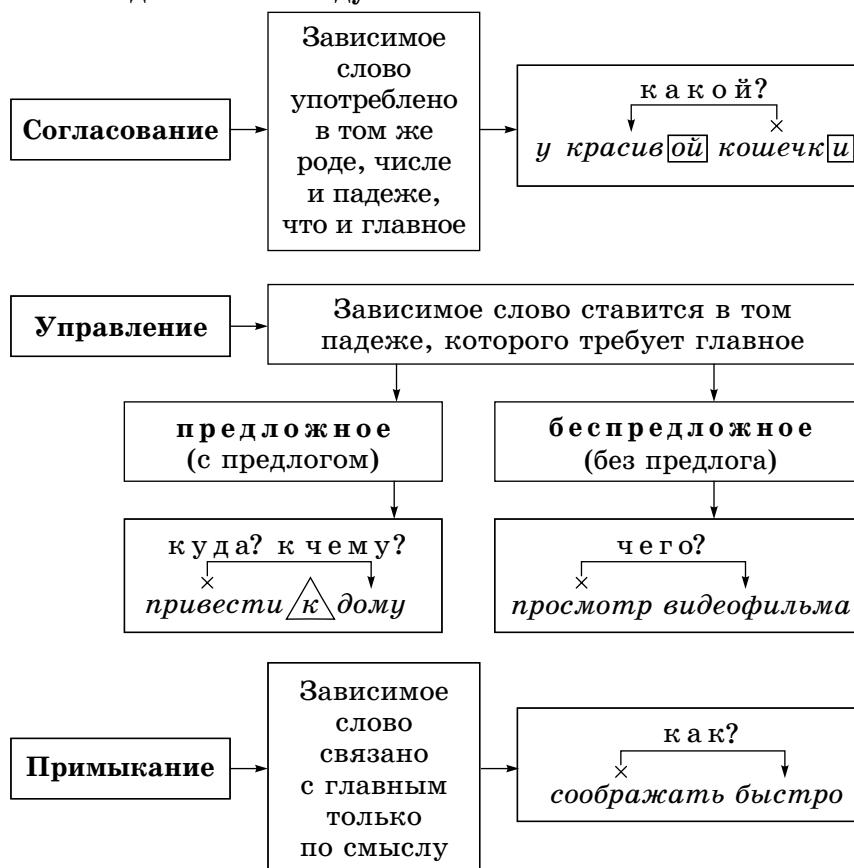 Согласование
Зависимое
слово
употреблено
в том же
роде, числе
и падеже,
что и главное
какой?
у красивой кошечки
Управление
Зависимое слово ставится в том
падеже, которого требует главное
предложное
(с предлогом)
беспредложное
(без предлога)
куда? к чему?
привести к дому
чего?
просмотр видеофильма
Примыкание
Зависимое
слово
связано
с главным
только
по смыслу
как?
соображать быстро